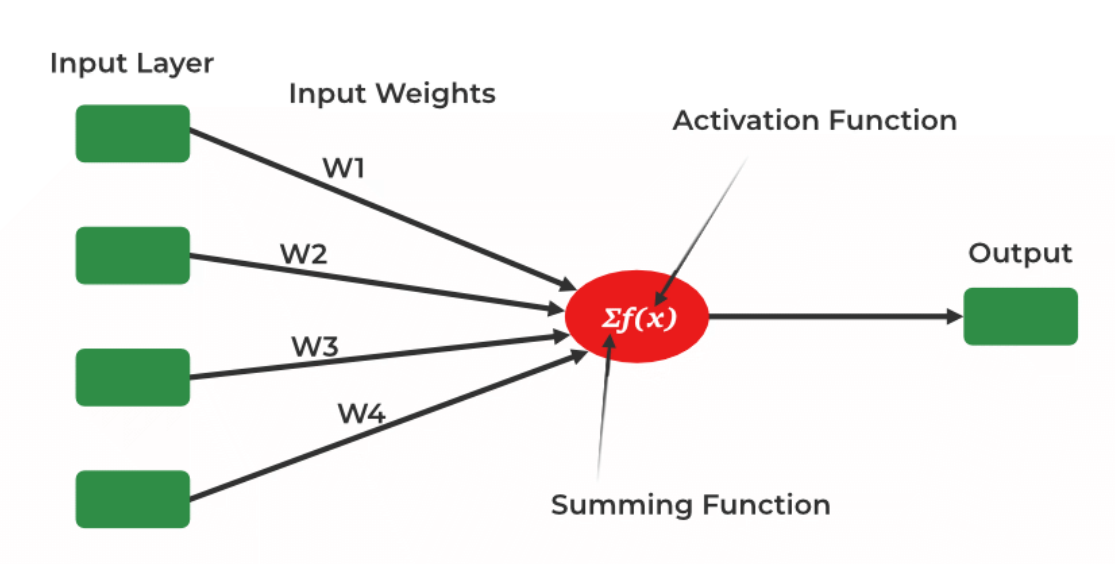 Input Layer
Input Weights
Activation Function
W1
W2
Output
Σf(x)
W3
W4
Summing Function